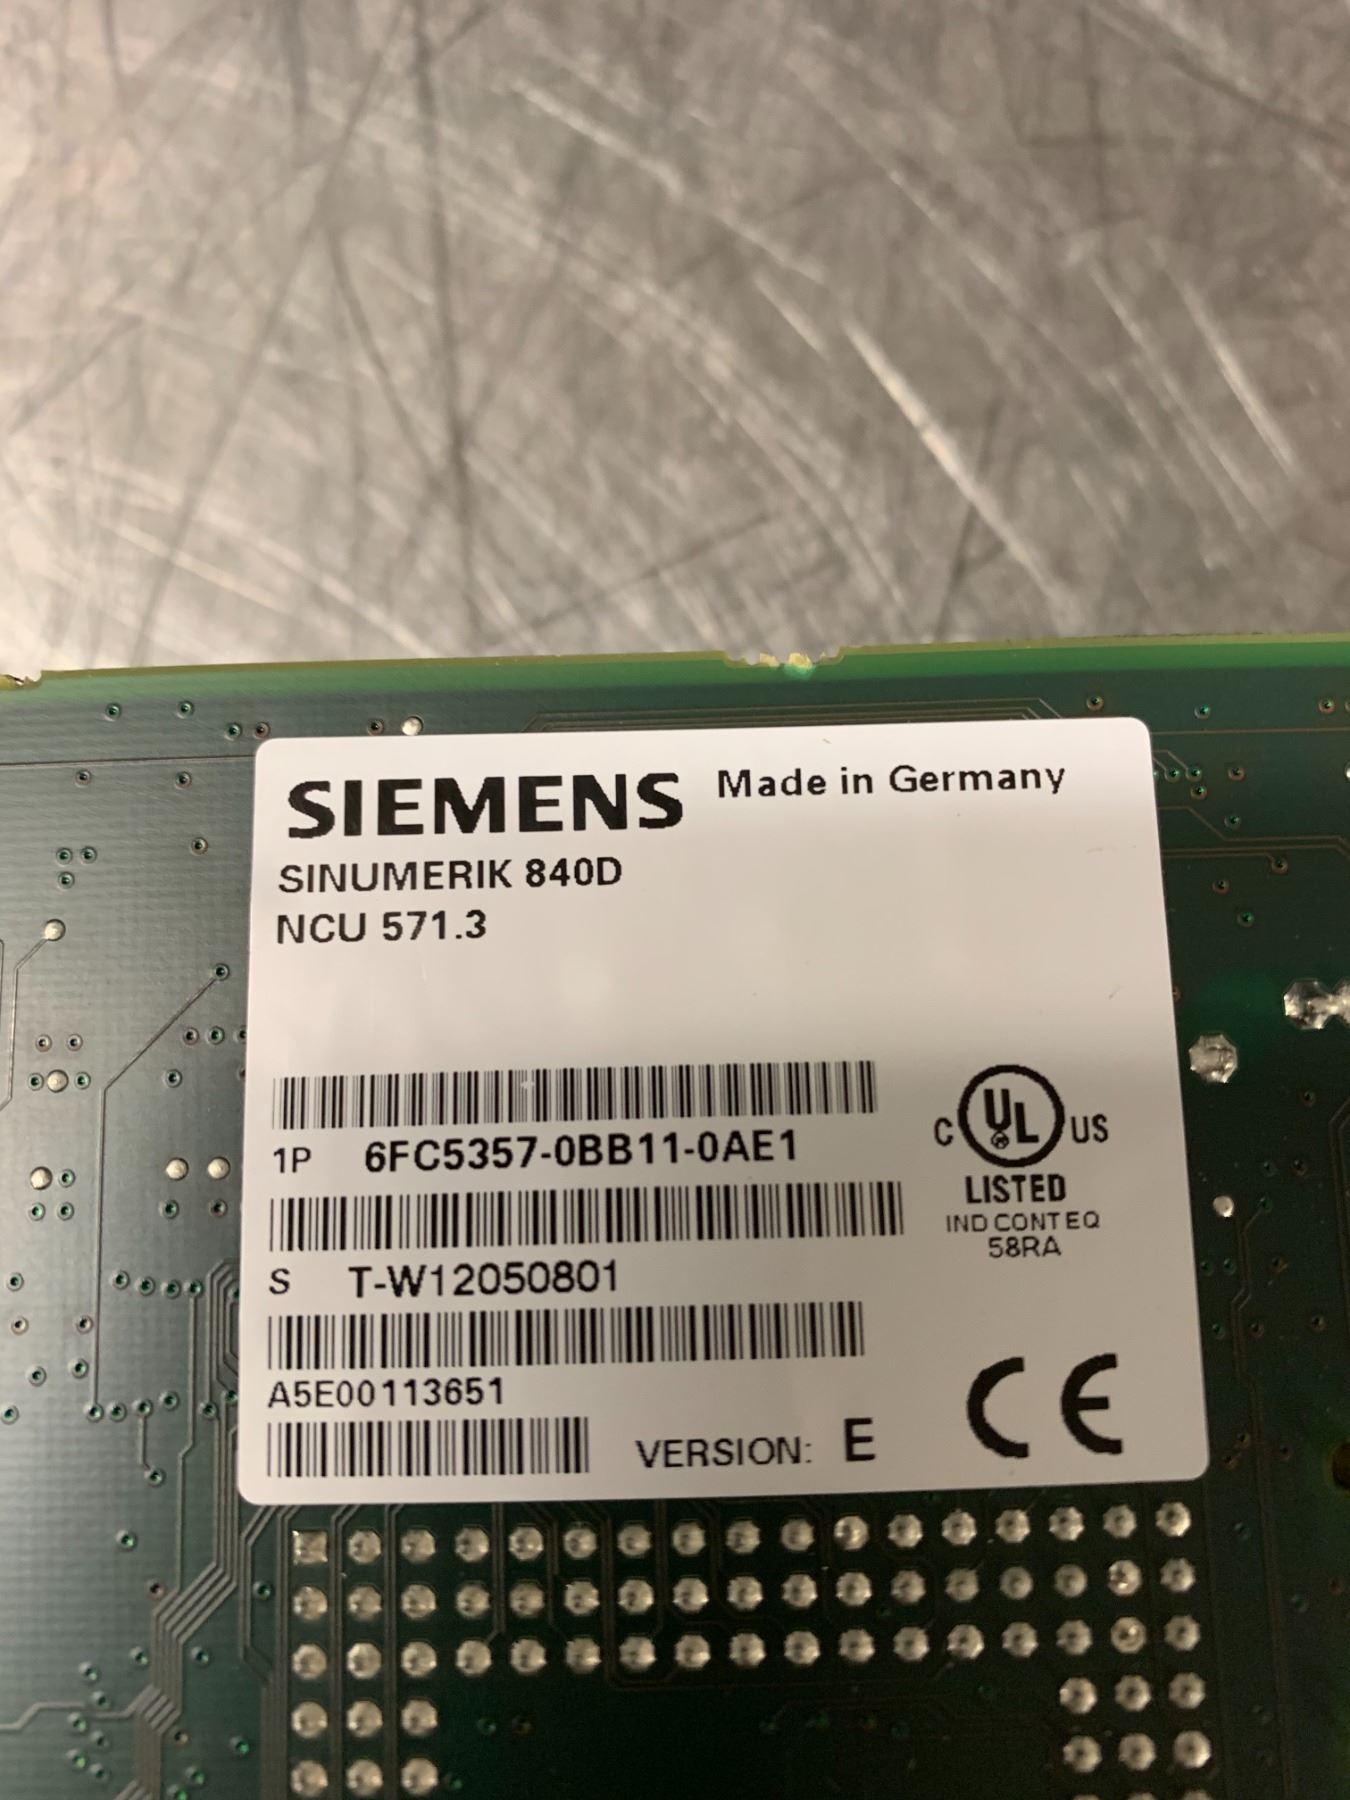 SIEMENS Made in Germany
SINUMERIK 840D
NCU 571.3
1P 6FC5357-0BB11-0AE1
C UL US
LISTED
IND CONT EQ
58RA
S T-W12050801
A5E00113651
VERSION: E
CE